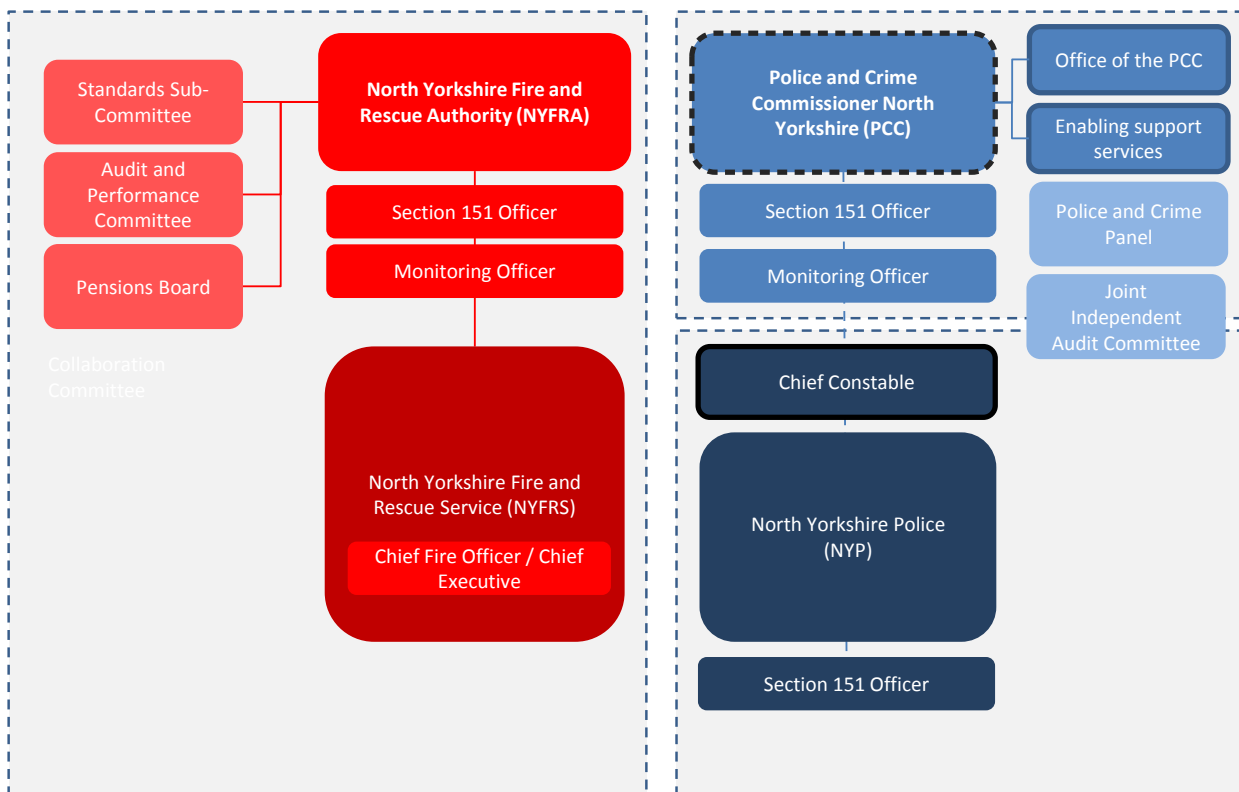 Standards Sub-
Committee
Audit and
Performance
Committee
Pensions Board
Collaboration
Committee
North Yorkshire Fire and
Rescue Authority (NYFRA)
Section 151 Officer
Monitoring Officer
North Yorkshire Fire and
Rescue Service (NYFRS)
Chief Fire Officer / Chief
Executive
Police and Crime
Commissioner North
Yorkshire (PCC)
Section 151 Officer
Monitoring Officer
Office of the PCC
Enabling support
services
Police and Crime
Panel
Joint
Independent
Audit Committee
Chief Constable
North Yorkshire Police
(NYP)
Section 151 Officer